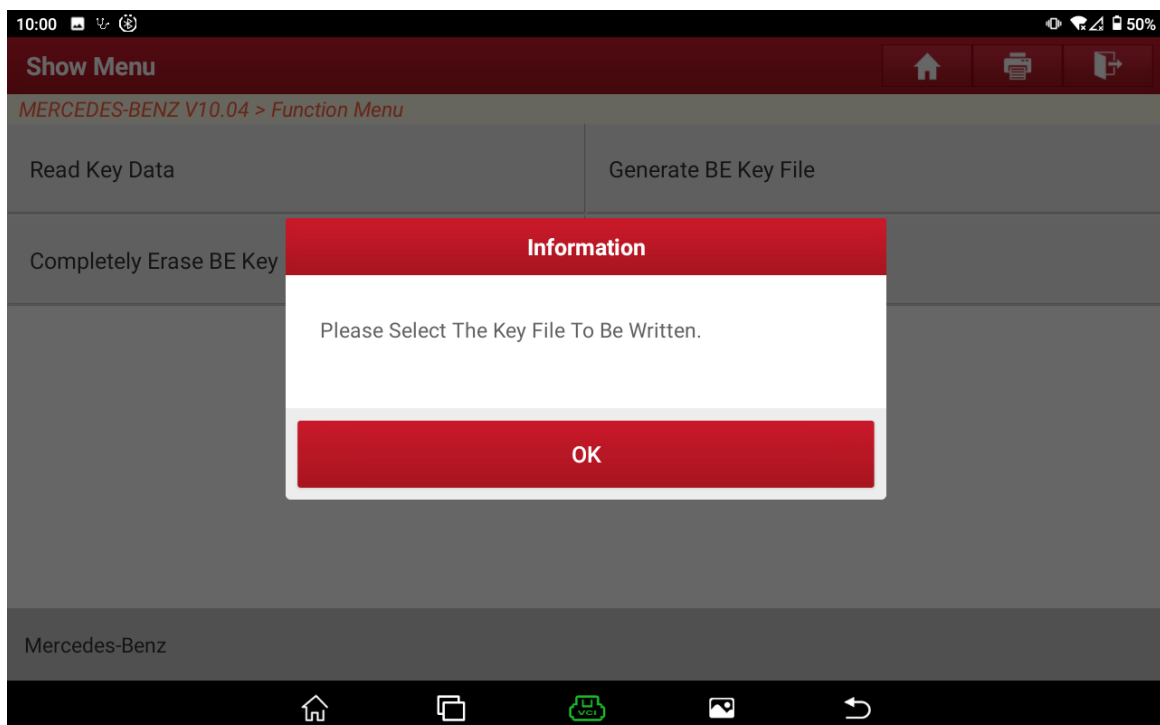 10:00
50%
Show Menu
MERCEDES-BENZ V10.04 > Function Menu
Read Key Data
Generate BE Key File
Completely Erase BE Key
Information
Please Select The Key File To Be Written.
OK
Mercedes-Benz
VCI